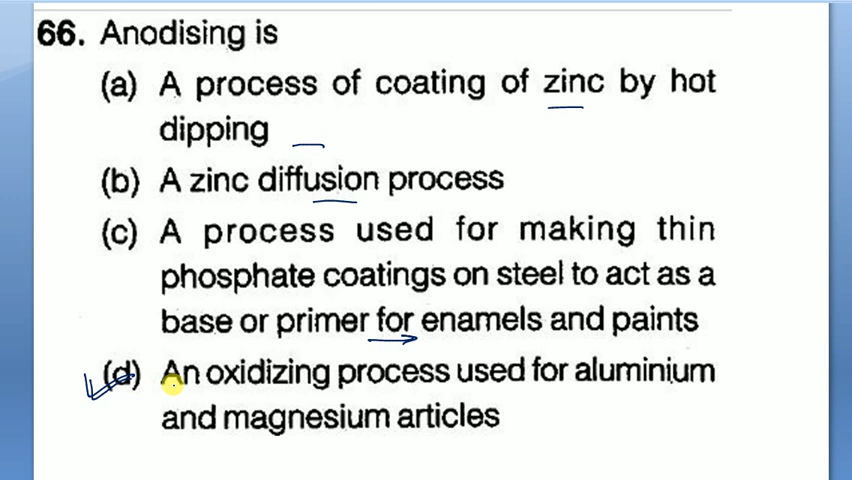 66. Anodising is
(a) A process of coating of zinc by hot
dipping
(b) A zinc diffusion process
(c) A process used for making thin
phosphate coatings on steel to act as a
base or primer for enamels and paints
(d) An oxidizing process used for aluminium
and magnesium articles